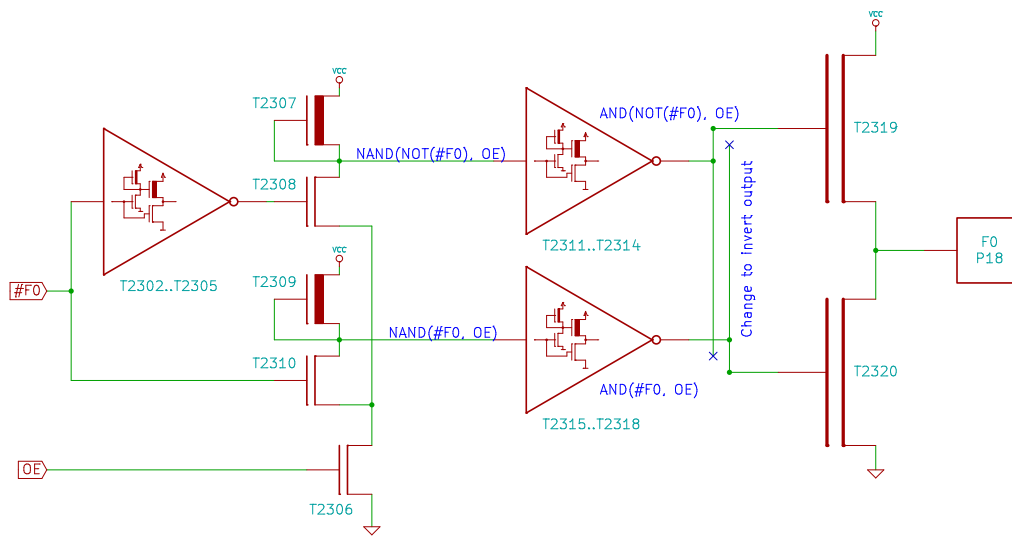 VCC
VCC
T2307
AND(NOT(#F0), OE)
T2319
NAND(NOT(#F0), OE)
T2308
Change to invert output
T2311..T2314
F0
P18
VCC
T2309
T2302..T2305
#F0
NAND(#F0, OE)
T2310
T2320
AND(#F0, OE)
T2315..T2318
OE
T2306